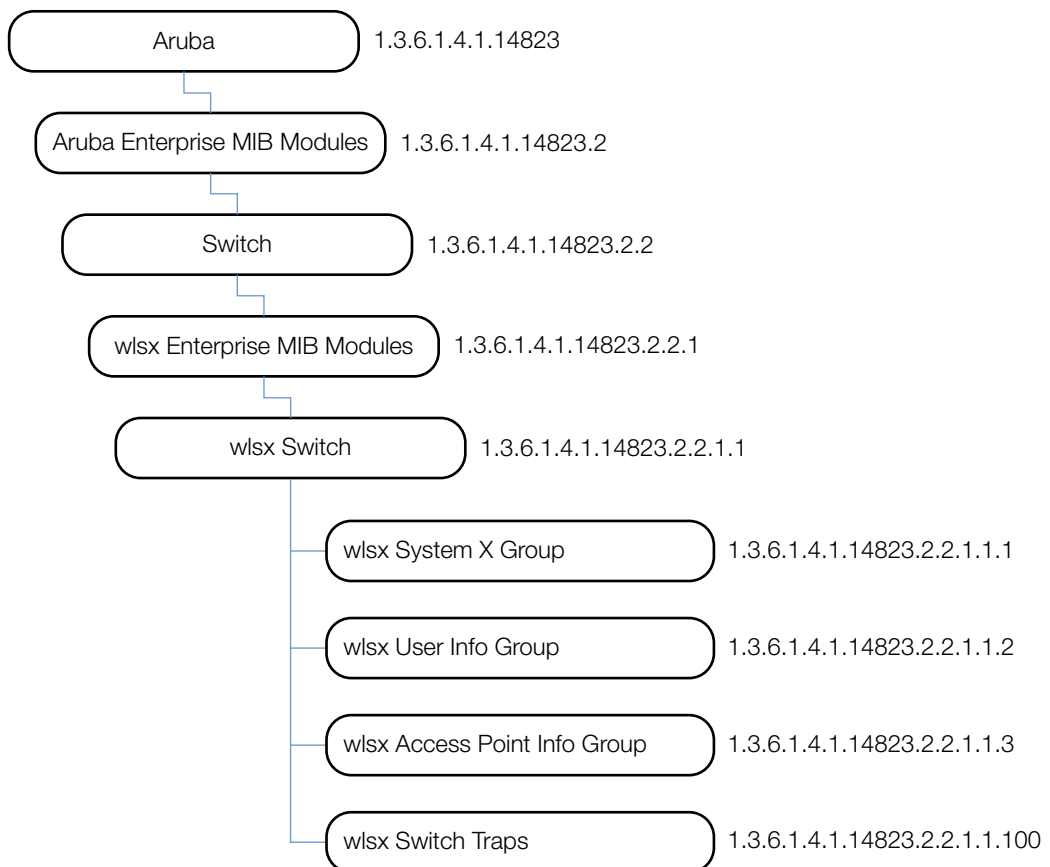 Aruba 1.3.6.1.4.1.14823
Aruba Enterprise MIB Modules 1.3.6.1.4.1.14823.2
Switch 1.3.6.1.4.1.14823.2.2
wlsx Enterprise MIB Modules 1.3.6.1.4.1.14823.2.2.1
wlsx Switch 1.3.6.1.4.1.14823.2.2.1.1
wlsx System X Group 1.3.6.1.4.1.14823.2.2.1.1.1
wlsx User Info Group 1.3.6.1.4.1.14823.2.2.1.1.2
wlsx Access Point Info Group 1.3.6.1.4.1.14823.2.2.1.1.3
wlsx Switch Traps 1.3.6.1.4.1.14823.2.2.1.1.100